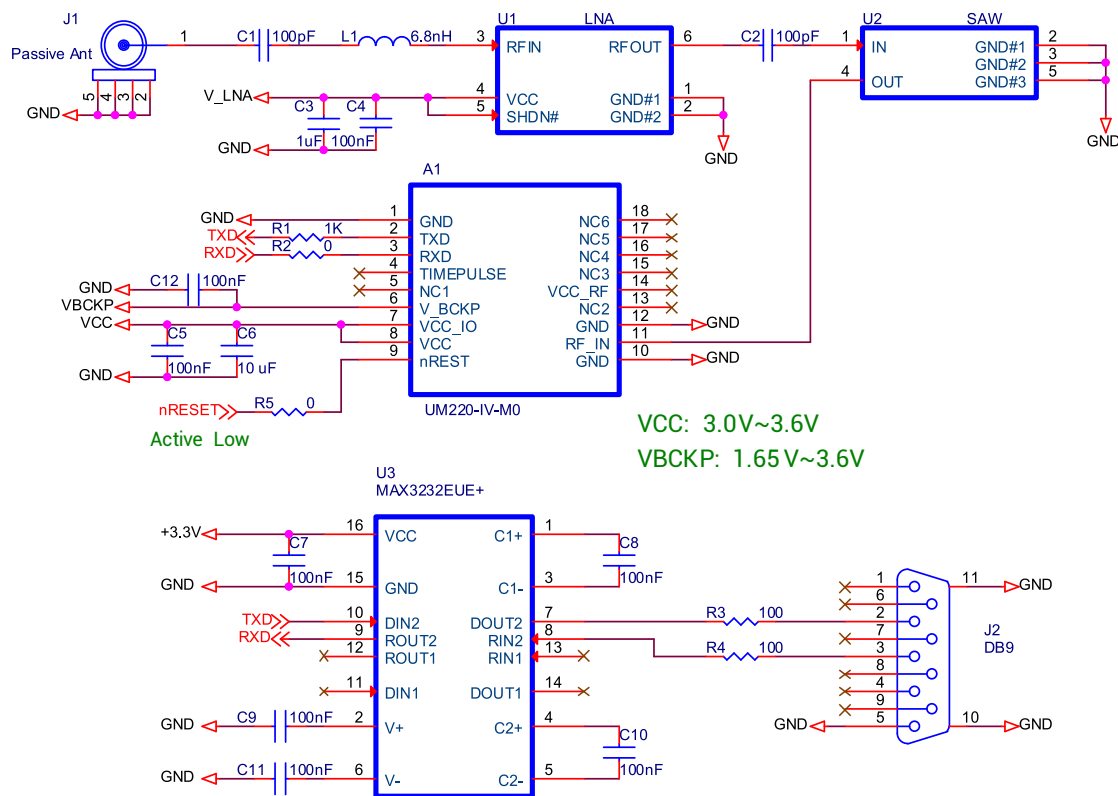 J1
Passive Ant
1
C1
100pF
L1
6.8nH
U1
LNA
3
RFIN
RFOUT
6
C2
100pF
U2
SAW
1
IN
4
OUT
GND#1
2
GND#2
3
GND#3
5
5
4
3
2
GND
V_LNA
C3
C4
1uF
100nF
GND
4
VCC
5
SHDN#
GND#1
1
GND#2
2
GND
GND
A1
GND
1
GND
TXD
R1
1K
2
TXD
RXD
R2
0
3
RXD
4
TIMEPULSE
5
NC1
GND
C12
100nF
VBCKP
6
V_BCKP
VCC
7
VCC_IO
8
VCC
C5
C6
100nF
10 uF
GND
9
nREST
nRESET
R5
0
Active Low
NC6
18
NC5
17
NC4
16
NC3
15
VCC_RF
14
NC2
13
GND
12
GND
RF_IN
11
GND
10
GND
UM220-IV-M0
VCC: 3.0V~3.6V
VBCKP: 1.65V~3.6V
U3
MAX3232EUE+
+3.3V
16
VCC
C7
100nF
GND
15
GND
TXD
10
DIN2
RXD
9
ROUT2
12
ROUT1
11
DIN1
GND
C9
100nF
2
V+
GND
C11
100nF
6
V-
C1+
1
C8
100nF
C1-
3
DOUT2
7
R3
100
RIN2
8
R4
100
RIN1
13
DOUT1
14
C2+
4
C10
100nF
C2-
5
1
6
2
7
3
8
4
9
5
GND
11
GND
J2
DB9
10
GND